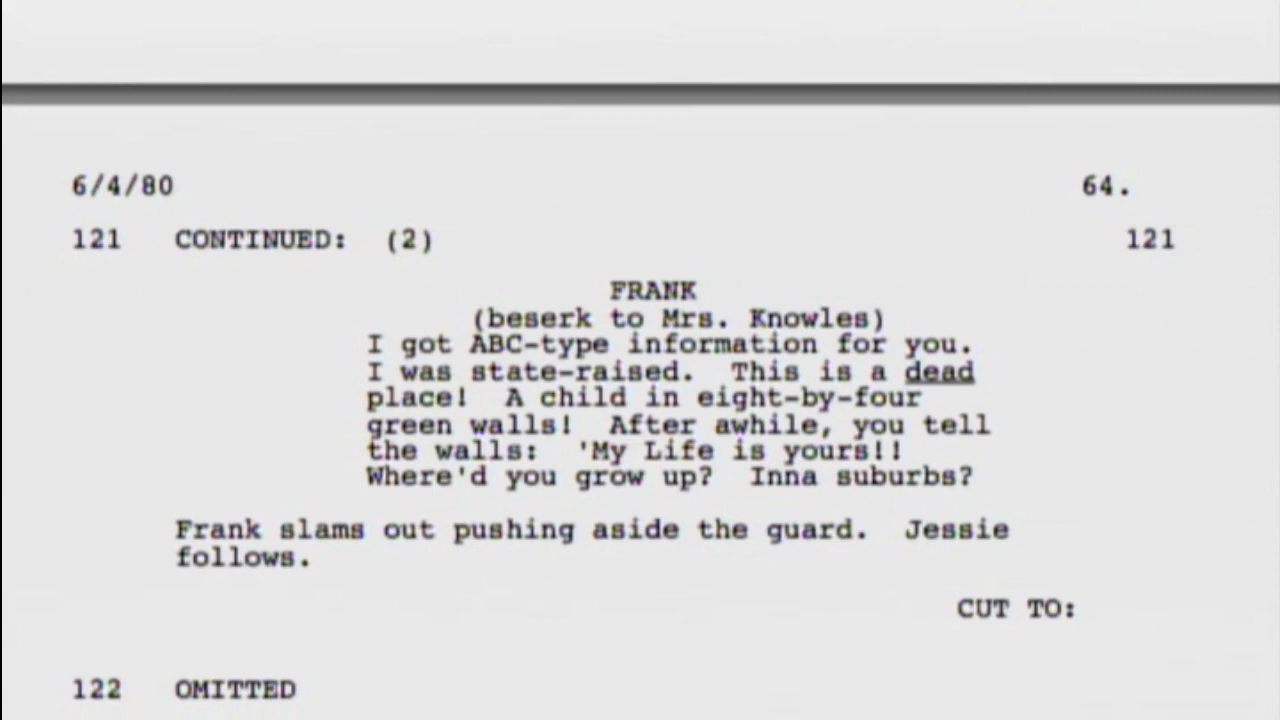 6/4/80 64.
121 CONTINUED: (2) 121
FRANK
(beserk to Mrs. Knowles)
I got ABC-type information for you.
I was state-raised. This is a dead
place! A child in eight-by-four
green walls! After awhile, you tell
the walls: 'My Life is yours!!
Where'd you grow up? Inna suburbs?
Frank slams out pushing aside the guard. Jessie
follows.
CUT TO:
122 OMITTED